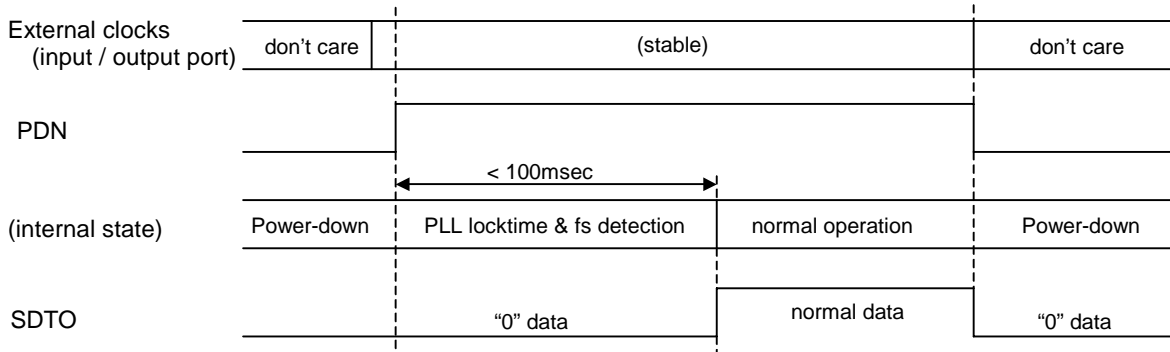 External clocks
(input / output port)
don’t care
(stable)
don’t care
PDN
< 100msec
(internal state)
Power-down
PLL locktime & fs detection
normal operation
Power-down
SDTO
“0” data
normal data
“0” data